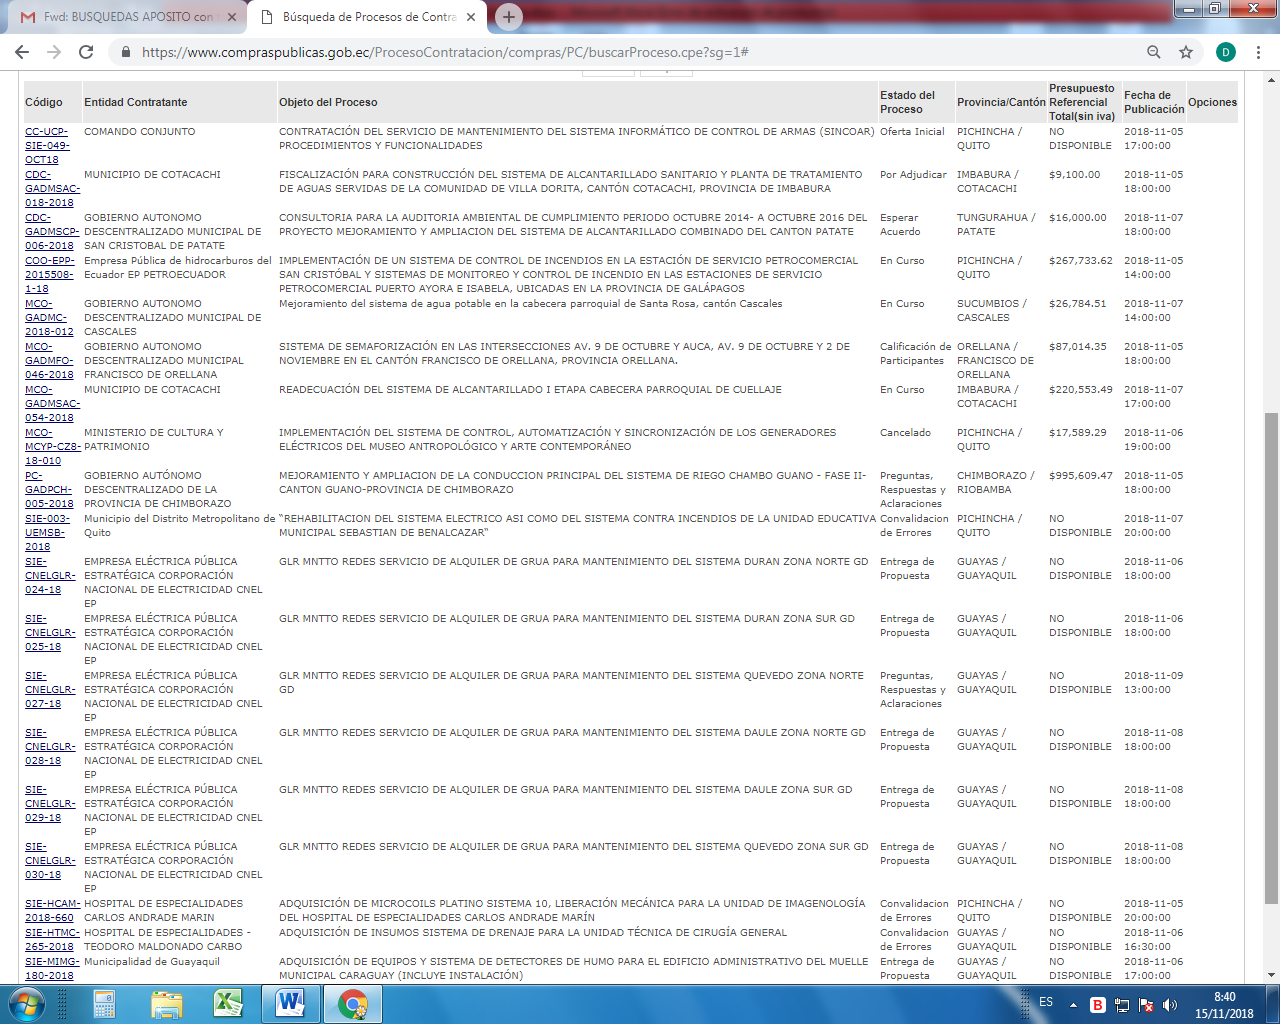 Fwd: BUSQUEDAS APOSITO con
Búsqueda de Procesos de Contra
https://www.compraspublicas.gob.ec/ProcesoContratacion/compras/PC/buscarProceso.cpe?sg=1#
D
Código Entidad Contratante Objeto del Proceso Estado del Proceso Provincia/Cantón Presupuesto Referencial Total(sin iva) Fecha de Publicación Opciones
CC-UCP-SIE-049-OCT18 COMANDO CONJUNTO CONTRATACIÓN DEL SERVICIO DE MANTENIMIENTO DEL SISTEMA INFORMÁTICO DE CONTROL DE ARMAS (SINCOAR) PROCEDIMIENTOS Y FUNCIONALIDADES Oferta Inicial PICHINCHA / QUITO NO DISPONIBLE 2018-11-05 17:00:00
CDC-GADMSAC-018-2018 MUNICIPIO DE COTACACHI FISCALIZACIÓN PARA CONSTRUCCIÓN DEL SISTEMA DE ALCANTARILLADO SANITARIO Y PLANTA DE TRATAMIENTO DE AGUAS SERVIDAS DE LA COMUNIDAD DE VILLA DORITA, CANTÓN COTACACHI, PROVINCIA DE IMBABURA Por Adjudicar IMBABURA / COTACACHI $9,100.00 2018-11-05 18:00:00
CDC-GADMSCP-006-2018 GOBIERNO AUTONOMO DESCENTRALIZADO MUNICIPAL DE SAN CRISTOBAL DE PATATE CONSULTORIA PARA LA AUDITORIA AMBIENTAL DE CUMPLIMIENTO PERIODO OCTUBRE 2014- A OCTUBRE 2016 DEL PROYECTO MEJORAMIENTO Y AMPLIACION DEL SISTEMA DE ALCANTARILLADO COMBINADO DEL CANTON PATATE Esperar Acuerdo TUNGURAHUA / PATATE $16,000.00 2018-11-07 18:00:00
COO-EPP-2015508-1-18 Empresa Pública de hidrocarburos del Ecuador EP PETROECUADOR IMPLEMENTACIÓN DE UN SISTEMA DE CONTROL DE INCENDIOS EN LA ESTACIÓN DE SERVICIO PETROCOMERCIAL SAN CRISTÓBAL Y SISTEMAS DE MONITOREO Y CONTROL DE INCENDIO EN LAS ESTACIONES DE SERVICIO PETROCOMERCIAL PUERTO AYORA E ISABELA, UBICADAS EN LA PROVINCIA DE GALÁPAGOS En Curso PICHINCHA / QUITO $267,733.62 2018-11-05 14:00:00
MCO-GADMC-2018-012 GOBIERNO AUTONOMO DESCENTRALIZADO MUNICIPAL DE CASCALES Mejoramiento del sistema de agua potable en la cabecera parroquial de Santa Rosa, cantón Cascales En Curso SUCUMBIOS / CASCALES $26,784.51 2018-11-07 14:00:00
MCO-GADMFO-046-2018 GOBIERNO AUTONOMO DESCENTRALIZADO MUNICIPAL FRANCISCO DE ORELLANA SISTEMA DE SEMAFORIZACIÓN EN LAS INTERSECCIONES AV. 9 DE OCTUBRE Y AUCA, AV. 9 DE OCTUBRE Y 2 DE NOVIEMBRE EN EL CANTÓN FRANCISCO DE ORELLANA, PROVINCIA ORELLANA. Calificación de Participantes ORELLANA / FRANCISCO DE ORELLANA $87,014.35 2018-11-05 18:00:00
MCO-GADMSAC-054-2018 MUNICIPIO DE COTACACHI READECUACIÓN DEL SISTEMA DE ALCANTARILLADO I ETAPA CABECERA PARROQUIAL DE CUELLAJE En Curso IMBABURA / COTACACHI $220,553.49 2018-11-07 17:00:00
MCO-MCYP-CZ8-18-010 MINISTERIO DE CULTURA Y PATRIMONIO IMPLEMENTACIÓN DEL SISTEMA DE CONTROL, AUTOMATIZACIÓN Y SINCRONIZACIÓN DE LOS GENERADORES ELÉCTRICOS DEL MUSEO ANTROPOLÓGICO Y ARTE CONTEMPORÁNEO Cancelado PICHINCHA / QUITO $17,589.29 2018-11-06 19:00:00
PC-GADPCH-005-2018 GOBIERNO AUTÓNOMO DESCENTRALIZADO DE LA PROVINCIA DE CHIMBORAZO MEJORAMIENTO Y AMPLIACION DE LA CONDUCCION PRINCIPAL DEL SISTEMA DE RIEGO CHAMBO GUANO - FASE II-CANTON GUANO-PROVINCIA DE CHIMBORAZO Preguntas, Respuestas y Aclaraciones CHIMBORAZO / RIOBAMBA $995,609.47 2018-11-05 18:00:00
SIE-003-UEMSB-2018 Municipio del Distrito Metropolitano de Quito "REHABILITACION DEL SISTEMA ELECTRICO ASI COMO DEL SISTEMA CONTRA INCENDIOS DE LA UNIDAD EDUCATIVA MUNICIPAL SEBASTIAN DE BENALCAZAR" Convalidacion de Errores PICHINCHA / QUITO NO DISPONIBLE 2018-11-07 20:00:00
SIE-CNELGLR-024-18 EMPRESA ELÉCTRICA PÚBLICA ESTRATÉGICA CORPORACIÓN NACIONAL DE ELECTRICIDAD CNEL EP GLR MNTTO REDES SERVICIO DE ALQUILER DE GRUA PARA MANTENIMIENTO DEL SISTEMA DURAN ZONA NORTE GD Entrega de Propuesta GUAYAS / GUAYAQUIL NO DISPONIBLE 2018-11-06 18:00:00
SIE-CNELGLR-025-18 EMPRESA ELÉCTRICA PÚBLICA ESTRATÉGICA CORPORACIÓN NACIONAL DE ELECTRICIDAD CNEL EP GLR MNTTO REDES SERVICIO DE ALQUILER DE GRUA PARA MANTENIMIENTO DEL SISTEMA DURAN ZONA SUR GD Entrega de Propuesta GUAYAS / GUAYAQUIL NO DISPONIBLE 2018-11-06 18:00:00
SIE-CNELGLR-027-18 EMPRESA ELÉCTRICA PÚBLICA ESTRATÉGICA CORPORACIÓN NACIONAL DE ELECTRICIDAD CNEL EP GLR MNTTO REDES SERVICIO DE ALQUILER DE GRUA PARA MANTENIMIENTO DEL SISTEMA QUEVEDO ZONA NORTE GD Preguntas, Respuestas y Aclaraciones GUAYAS / GUAYAQUIL NO DISPONIBLE 2018-11-09 13:00:00
SIE-CNELGLR-028-18 EMPRESA ELÉCTRICA PÚBLICA ESTRATÉGICA CORPORACIÓN NACIONAL DE ELECTRICIDAD CNEL EP GLR MNTTO REDES SERVICIO DE ALQUILER DE GRUA PARA MANTENIMIENTO DEL SISTEMA DAULE ZONA NORTE GD Entrega de Propuesta GUAYAS / GUAYAQUIL NO DISPONIBLE 2018-11-08 18:00:00
SIE-CNELGLR-029-18 EMPRESA ELÉCTRICA PÚBLICA ESTRATÉGICA CORPORACIÓN NACIONAL DE ELECTRICIDAD CNEL EP GLR MNTTO REDES SERVICIO DE ALQUILER DE GRUA PARA MANTENIMIENTO DEL SISTEMA DAULE ZONA SUR GD Entrega de Propuesta GUAYAS / GUAYAQUIL NO DISPONIBLE 2018-11-08 18:00:00
SIE-CNELGLR-030-18 EMPRESA ELÉCTRICA PÚBLICA ESTRATÉGICA CORPORACIÓN NACIONAL DE ELECTRICIDAD CNEL EP GLR MNTTO REDES SERVICIO DE ALQUILER DE GRUA PARA MANTENIMIENTO DEL SISTEMA QUEVEDO ZONA SUR GD Entrega de Propuesta GUAYAS / GUAYAQUIL NO DISPONIBLE 2018-11-08 18:00:00
SIE-HCAM-2018-660 HOSPITAL DE ESPECIALIDADES CARLOS ANDRADE MARIN ADQUISICIÓN DE MICROCOILS PLATINO SISTEMA 10, LIBERACIÓN MECÁNICA PARA LA UNIDAD DE IMAGENOLOGÍA DEL HOSPITAL DE ESPECIALIDADES CARLOS ANDRADE MARÍN Convalidacion de Errores PICHINCHA / QUITO NO DISPONIBLE 2018-11-05 20:00:00
SIE-HTMC-265-2018 HOSPITAL DE ESPECIALIDADES - TEODORO MALDONADO CARBO ADQUISICIÓN DE INSUMOS SISTEMA DE DRENAJE PARA LA UNIDAD TÉCNICA DE CIRUGÍA GENERAL Convalidacion de Errores GUAYAS / GUAYAQUIL NO DISPONIBLE 2018-11-06 16:30:00
SIE-MIMG-180-2018 Municipalidad de Guayaquil ADQUISICIÓN DE EQUIPOS Y SISTEMA DE DETECTORES DE HUMO PARA EL EDIFICIO ADMINISTRATIVO DEL MUELLE MUNICIPAL CARAGUAY (INCLUYE INSTALACIÓN) Entrega de Propuesta GUAYAS / GUAYAQUIL NO DISPONIBLE 2018-11-06 17:00:00
ES
8:40
15/11/2018